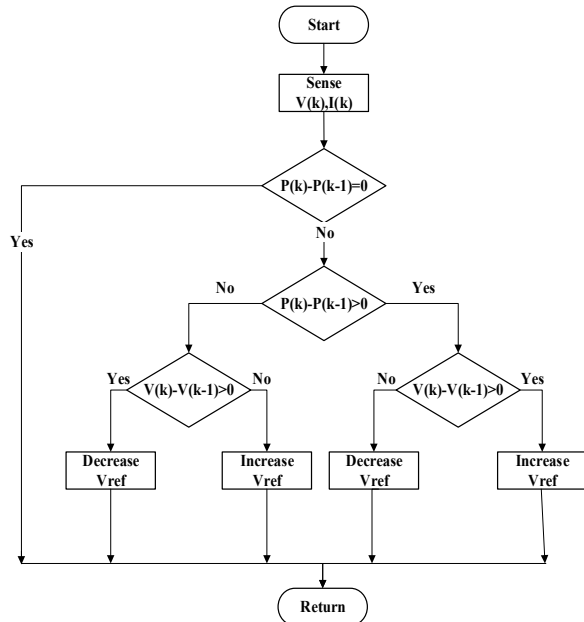 Start
Sense
V(k),I(k)
P(k)-P(k-1)=0
Yes
No
P(k)-P(k-1)>0
No
Yes
V(k)-V(k-1)>0
Yes
No
V(k)-V(k-1)>0
No
Yes
Decrease
Vref
Increase
Vref
Decrease
Vref
Increase
Vref
Return